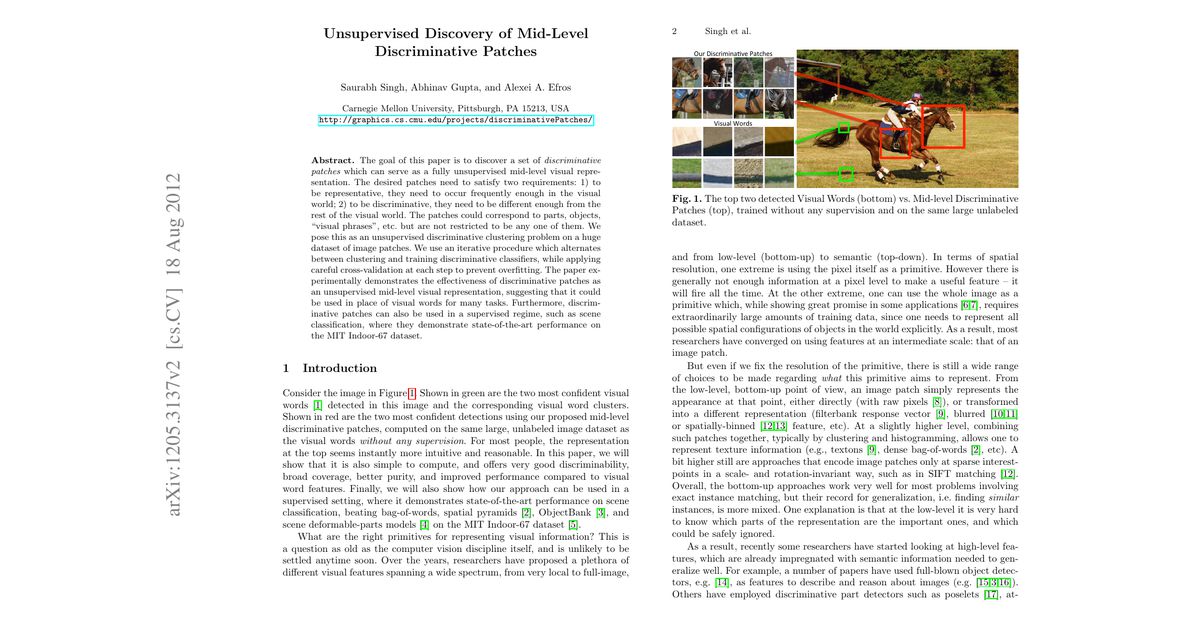 Unsupervised Discovery of Mid-Level
Discriminative Patches
Saurabh Singh, Abhinav Gupta, and Alexei A. Efros
Carnegie Mellon University, Pittsburgh, PA 15213, USA
http://graphics.cs.cmu.edu/projects/discriminativePatches/
Abstract. The goal of this paper is to discover a set of discriminative
patches which can serve as a fully unsupervised mid-level visual repre-
sentation. The desired patches need to satisfy two requirements: 1) to
be representative, they need to occur frequently enough in the visual
world; 2) to be discriminative, they need to be different enough from the
rest of the visual world. The patches could correspond to parts, objects,
“visual phrases”, etc. but are not restricted to be any one of them. We
pose this as an unsupervised discriminative clustering problem on a huge
dataset of image patches. We use an iterative procedure which alternates
between clustering and training discriminative classifiers, while applying
careful cross-validation at each step to prevent overfitting. The paper ex-
perimentally demonstrates the effectiveness of discriminative patches as
an unsupervised mid-level visual representation, suggesting that it could
be used in place of visual words for many tasks. Furthermore, discrim-
inative patches can also be used in a supervised regime, such as scene
classification, where they demonstrate state-of-the-art performance on
the MIT Indoor-67 dataset.
1 Introduction
Consider the image in Figure 1. Shown in green are the two most confident visual
words [1] detected in this image and the corresponding visual word clusters.
Shown in red are the two most confident detections using our proposed mid-level
discriminative patches, computed on the same large, unlabeled image dataset as
the visual words without any supervision. For most people, the representation
at the top seems instantly more intuitive and reasonable. In this paper, we will
show that it is also simple to compute, and offers very good discriminability,
broad coverage, better purity, and improved performance compared to visual
word features. Finally, we will also show how our approach can be used in a
supervised setting, where it demonstrates state-of-the-art performance on scene
classification, beating bag-of-words, spatial pyramids [2], ObjectBank [3], and
scene deformable-parts models [4] on the MIT Indoor-67 dataset [5].
What are the right primitives for representing visual information? This is
a question as old as the computer vision discipline itself, and is unlikely to be
settled anytime soon. Over the years, researchers have proposed a plethora of
different visual features spanning a wide spectrum, from very local to full-image,
arXiv:1205.3137v2 [cs.CV] 18 Aug 2012
2 Singh et al.
Our Discriminative Patches
Visual Words
Fig. 1. The top two detected Visual Words (bottom) vs. Mid-level Discriminative
Patches (top), trained without any supervision and on the same large unlabeled
dataset.
and from low-level (bottom-up) to semantic (top-down). In terms of spatial
resolution, one extreme is using the pixel itself as a primitive. However there is
generally not enough information at a pixel level to make a useful feature – it
will fire all the time. At the other extreme, one can use the whole image as a
primitive which, while showing great promise in some applications [6,7], requires
extraordinarily large amounts of training data, since one needs to represent all
possible spatial configurations of objects in the world explicitly. As a result, most
researchers have converged on using features at an intermediate scale: that of an
image patch.
But even if we fix the resolution of the primitive, there is still a wide range
of choices to be made regarding what this primitive aims to represent. From
the low-level, bottom-up point of view, an image patch simply represents the
appearance at that point, either directly (with raw pixels [8]), or transformed
into a different representation (filterbank response vector [9], blurred [10,11]
or spatially-binned [12,13] feature, etc). At a slightly higher level, combining
such patches together, typically by clustering and histogramming, allows one to
represent texture information (e.g., textons [9], dense bag-of-words [2], etc). A
bit higher still are approaches that encode image patches only at sparse interest-
points in a scale- and rotation-invariant way, such as in SIFT matching [12].
Overall, the bottom-up approaches work very well for most problems involving
exact instance matching, but their record for generalization, i.e. finding similar
instances, is more mixed. One explanation is that at the low-level it is very hard
to know which parts of the representation are the important ones, and which
could be safely ignored.
As a result, recently some researchers have started looking at high-level fea-
tures, which are already impregnated with semantic information needed to gen-
eralize well. For example, a number of papers have used full-blown object detec-
tors, e.g. [14], as features to describe and reason about images (e.g. [15,3,16]).
Others have employed discriminative part detectors such as poselets [17], at-